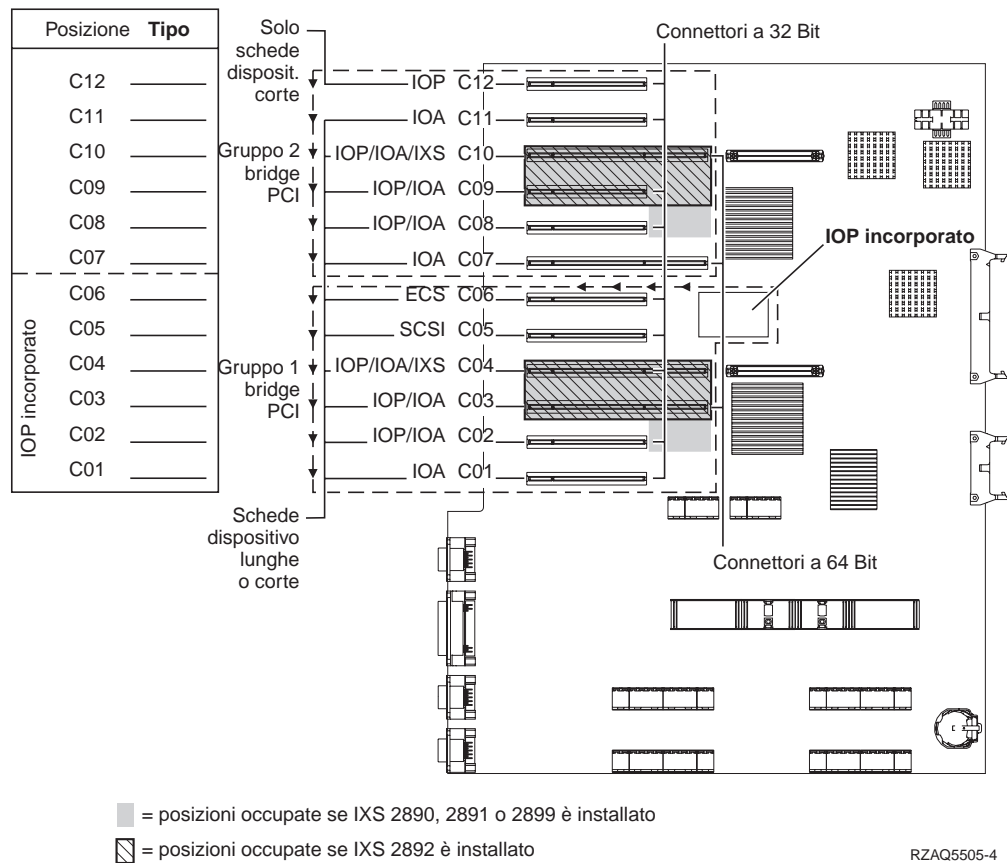 Posizione Tipo
C12
C11
C10
C09
C08
C07
C06
C05
C04
C03
C02
C01
IOP incorporato
Solo
schede
disposit.
corte
Gruppo 2
bridge
PCI
Gruppo 1
bridge
PCI
Schede
dispositivo
lunghe
o corte
Connettori a 32 Bit
IOP C12
IOA C11
IOP/IOA/IXS C10
IOP/IOA C09
IOP/IOA C08
IOA C07
ECS C06
SCSI C05
IOP/IOA/IXS C04
IOP/IOA C03
IOP/IOA C02
IOA C01
IOP incorporato
Connettori a 64 Bit
= posizioni occupate se IXS 2890, 2891 o 2899 è installato
= posizioni occupate se IXS 2892 è installato
RZAQ5505-4